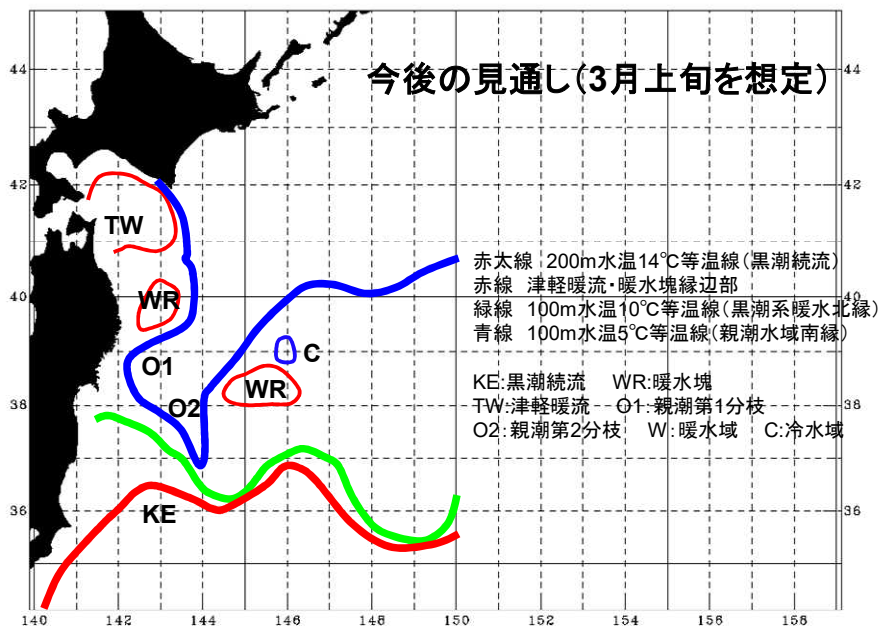 今後の見通し(3月上旬を想定)
44
44
42
42
TW
赤太線 200m水温14℃等温線(黒潮続流)
赤線 津軽暖流・暖水塊縁辺部
緑線 100m水温10℃等温線(黒潮系暖水北縁)
青線 100m水温5℃等温線(親潮水域南縁)
40
40
WR
C
O1
WR
KE:黒潮続流 WR:暖水塊
TW:津軽暖流 O1:親潮第1分枝
O2:親潮第2分枝 W:暖水域 C:冷水域
38
38
O2
36
36
KE
140 142 144 146 148 150 152 154 156 158